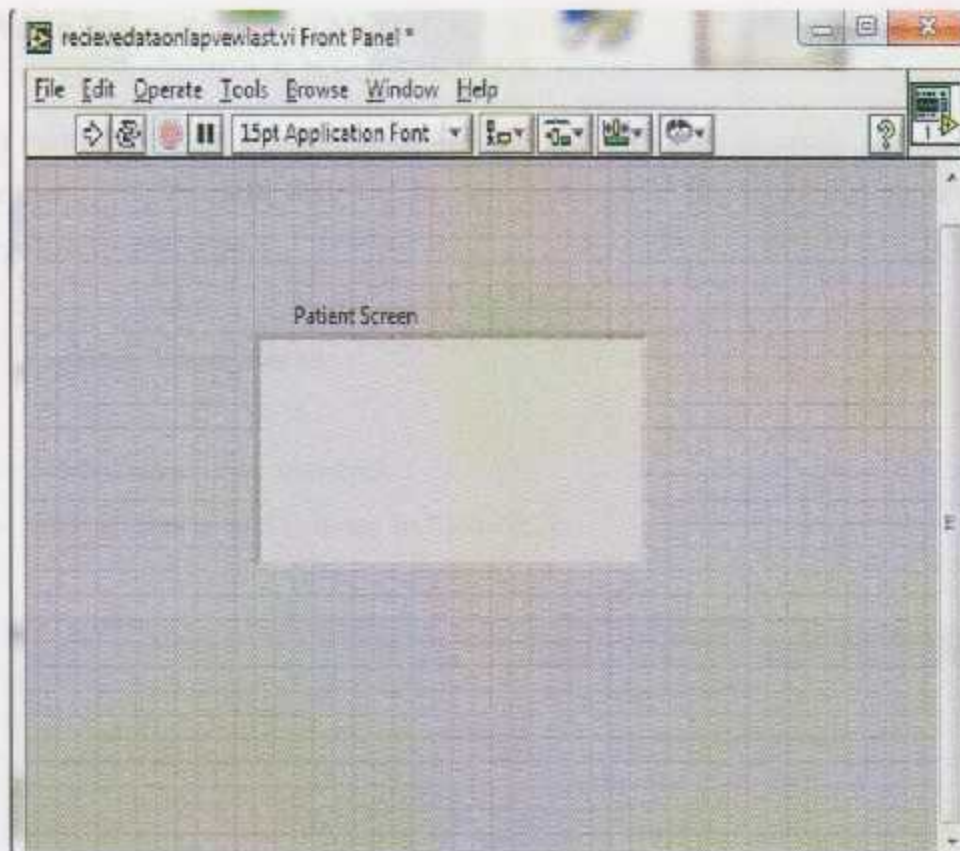 recievedataonlapvewlast.vi Front Panel *
File Edit Operate Tools Browse Window Help
15pt Application Font
Patient Screen